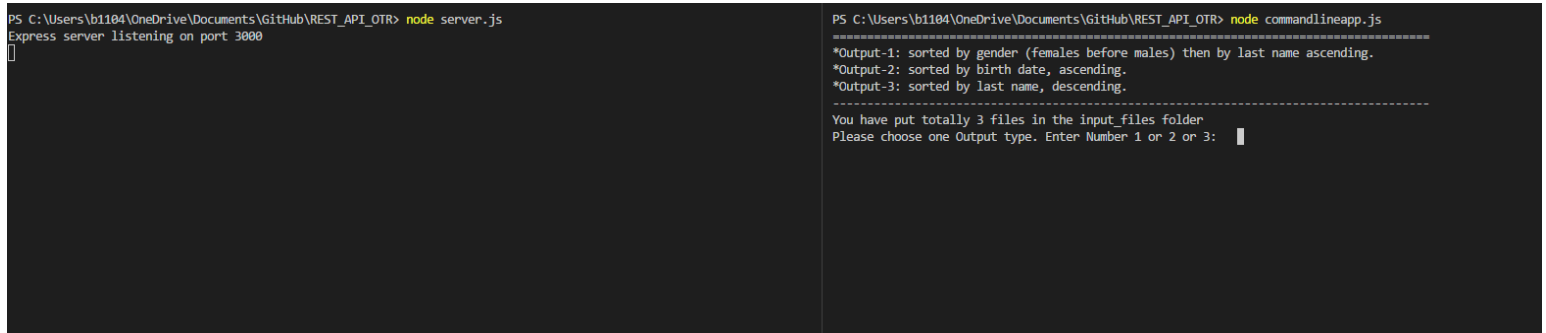 PS C:\Users\b1104\OneDrive\Documents\GitHub\REST_API_OTR> node server.js
Express server listening on port 3000
PS C:\Users\b1104\OneDrive\Documents\GitHub\REST_API_OTR> node commandlineapp.js
=======================================================================================
*Output-1: sorted by gender (females before males) then by last name ascending.
*Output-2: sorted by birth date, ascending.
*Output-3: sorted by last name, descending.
---------------------------------------------------------------------------------------
You have put totally 3 files in the input_files folder
Please choose one Output type. Enter Number 1 or 2 or 3: